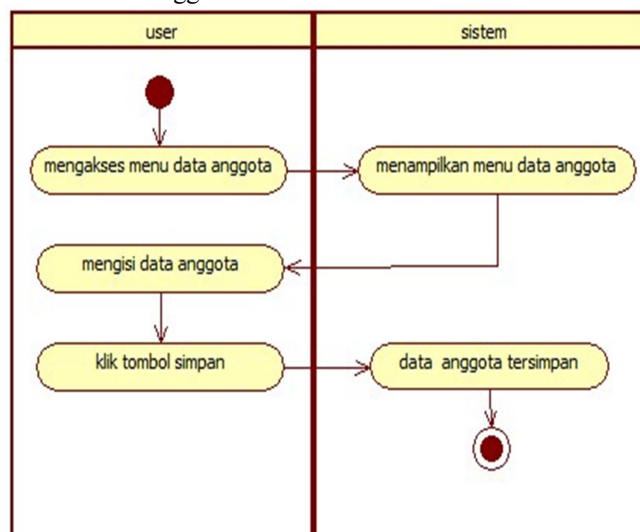 user
sistem
mengakses menu data anggota
menampilkan menu data anggota
mengisi data anggota
klik tombol simpan
data anggota tersimpan